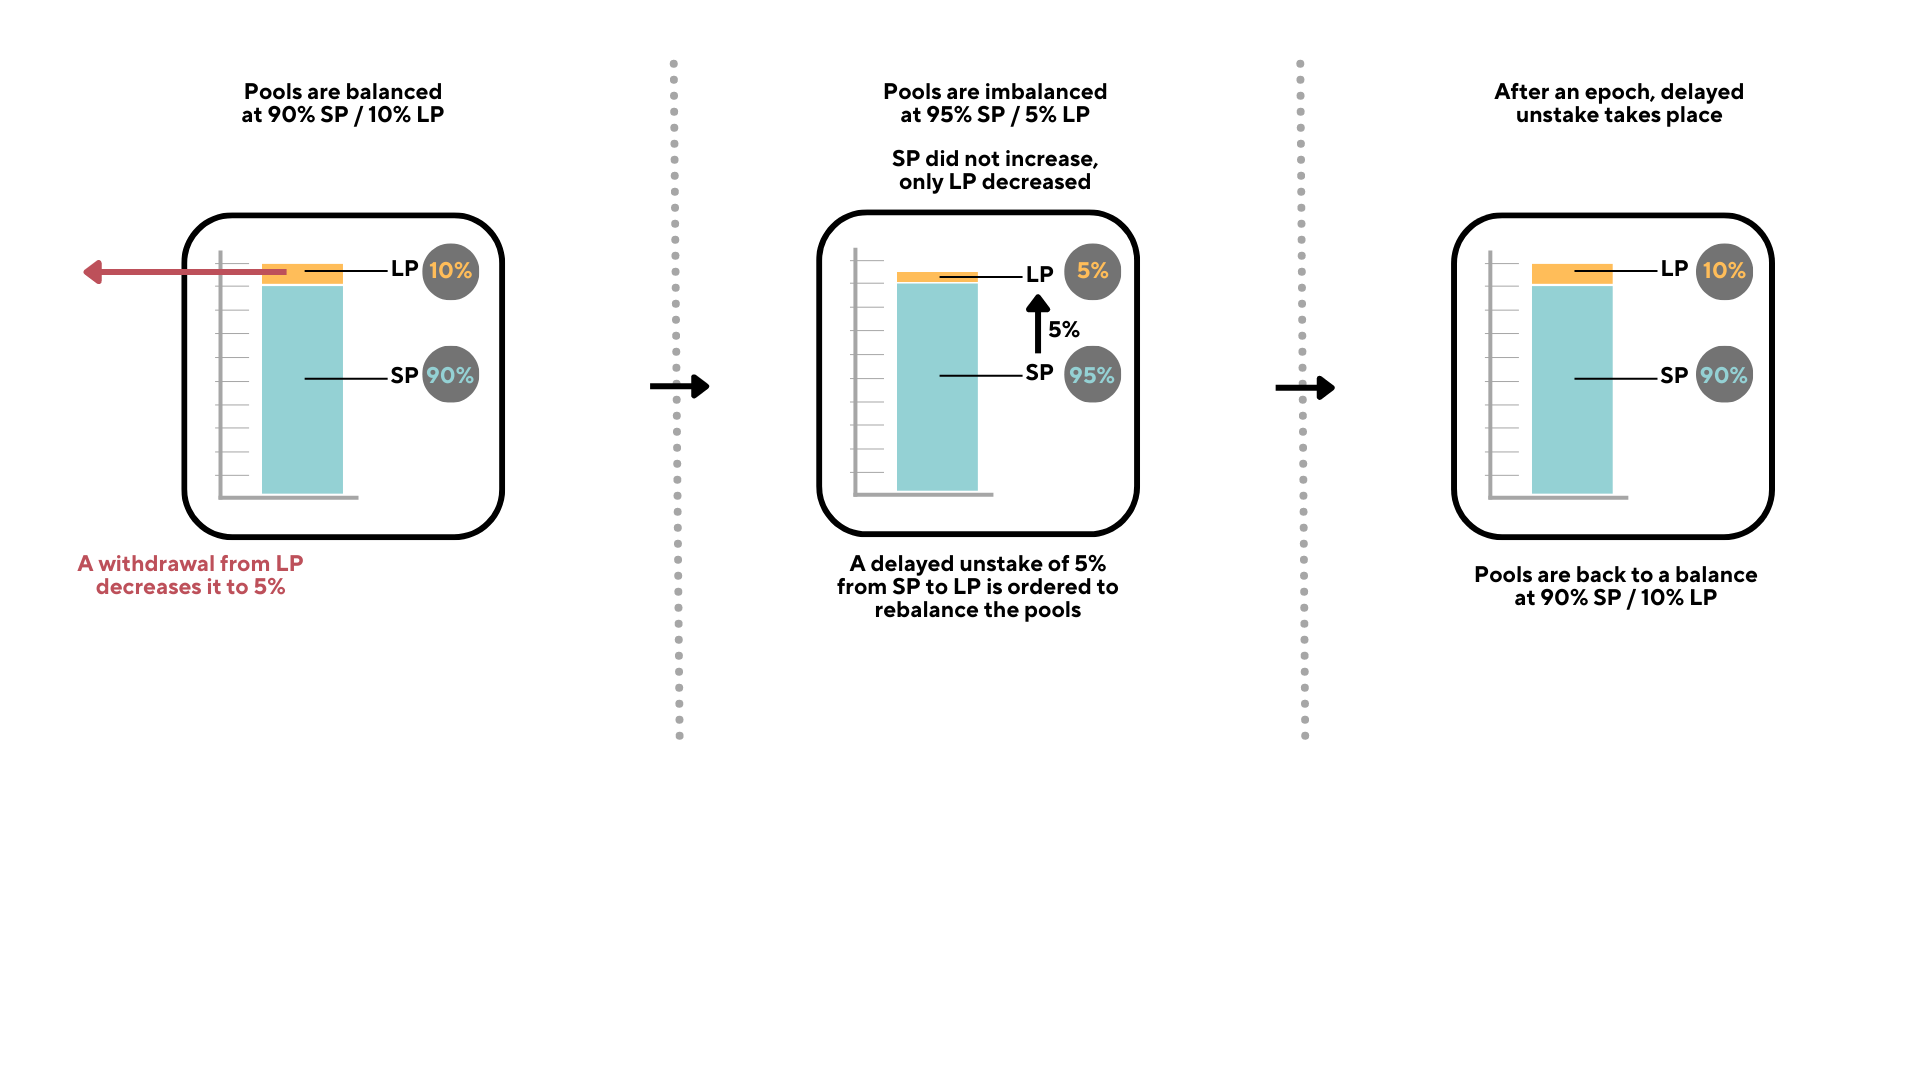 Pools are balanced
at 90% SP / 10% LP
LP 10%
SP 90%
A withdrawal from LP
decreases it to 5%
Pools are imbalanced
at 95% SP / 5% LP
SP did not increase,
only LP decreased
LP 5%
5%
SP 95%
A delayed unstake of 5%
from SP to LP is ordered to
rebalance the pools
After an epoch, delayed
unstake takes place
LP 10%
SP 90%
Pools are back to a balance
at 90% SP / 10% LP